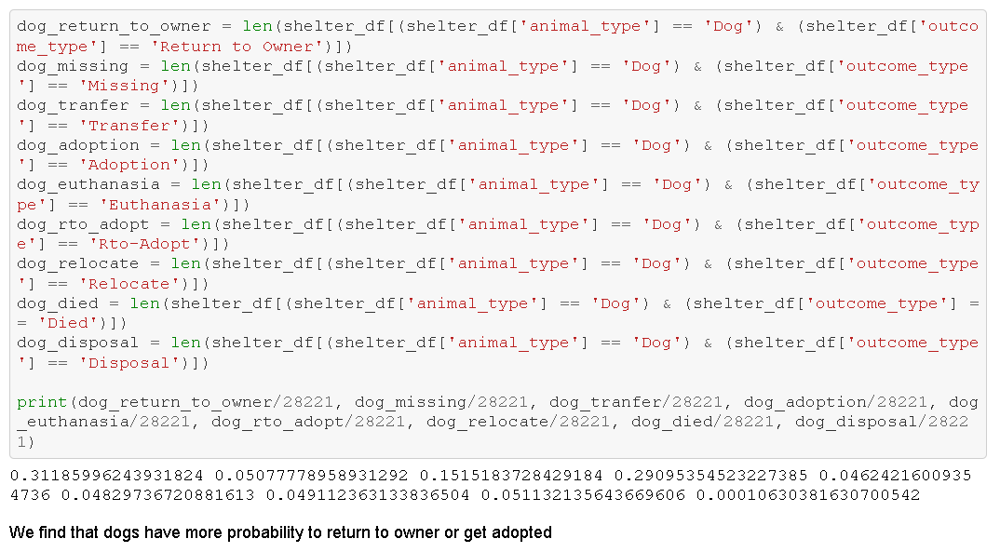 dog_return_to_owner = len(shelter_df[(shelter_df['animal_type'] == 'Dog') & (shelter_df['outco
me_type'] == 'Return to Owner')])
dog_missing = len(shelter_df[(shelter_df['animal_type'] == 'Dog') & (shelter_df['outcome_type
'] == 'Missing')])
dog_tranfer = len(shelter_df[(shelter_df['animal_type'] == 'Dog') & (shelter_df['outcome_type
'] == 'Transfer')])
dog_adoption = len(shelter_df[(shelter_df['animal_type'] == 'Dog') & (shelter_df['outcome_type
'] == 'Adoption')])
dog_euthanasia = len(shelter_df[(shelter_df['animal_type'] == 'Dog') & (shelter_df['outcome_ty
pe'] == 'Euthanasia')])
dog_rto_adopt = len(shelter_df[(shelter_df['animal_type'] == 'Dog') & (shelter_df['outcome_typ
e'] == 'Rto-Adopt')])
dog_relocate = len(shelter_df[(shelter_df['animal_type'] == 'Dog') & (shelter_df['outcome_type
'] == 'Relocate')])
dog_died = len(shelter_df[(shelter_df['animal_type'] == 'Dog') & (shelter_df['outcome_type'] =
= 'Died')])
dog_disposal = len(shelter_df[(shelter_df['animal_type'] == 'Dog') & (shelter_df['outcome_type
'] == 'Disposal')])
print(dog_return_to_owner/28221, dog_missing/28221, dog_tranfer/28221, dog_adoption/28221, dog
_euthanasia/28221, dog_rto_adopt/28221, dog_relocate/28221, dog_died/28221, dog_disposal/2822
1)
0.31185996243931824 0.05077778958931292 0.1515183728429184 0.29095354523227385 0.0462421600935
4736 0.04829736720881613 0.049112363133836504 0.051132135643669606 0.00010630381630700542
We find that dogs have more probability to return to owner or get adopted